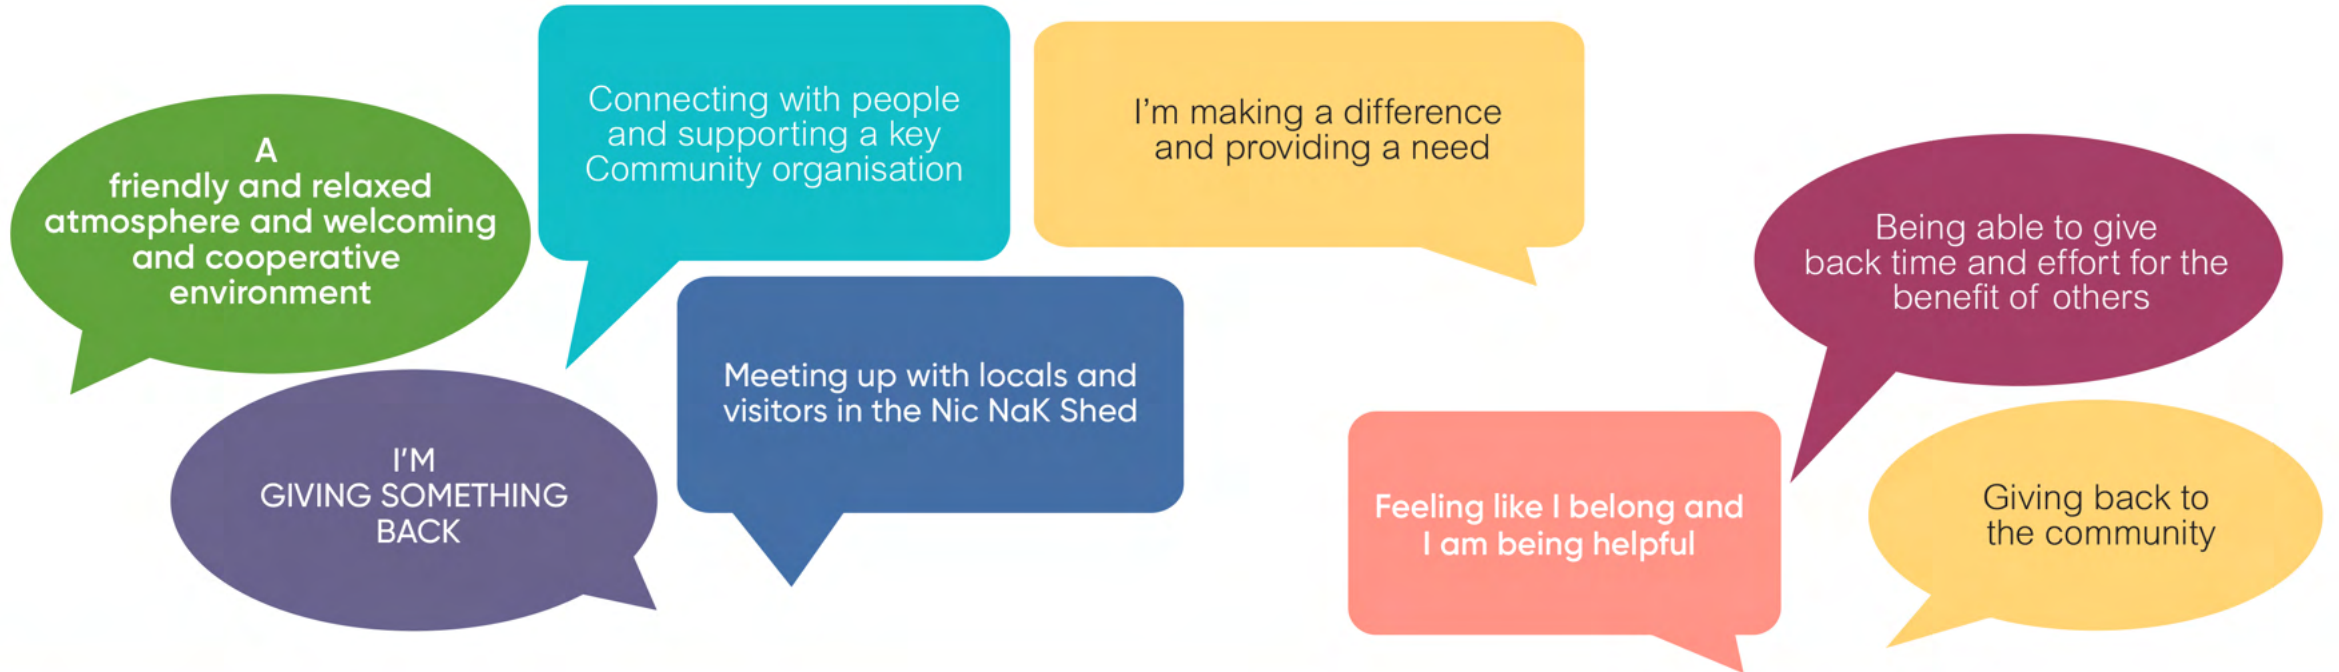 A
friendly and relaxed
atmosphere and welcoming
and cooperative
environment
Connecting with people
and supporting a key
Community organisation
I'm making a difference
and providing a need
Being able to give
back time and effort for the
benefit of others
I'M
GIVING SOMETHING
BACK
Meeting up with locals and
visitors in the Nic NaK Shed
Feeling like I belong and
I am being helpful
Giving back to
the community